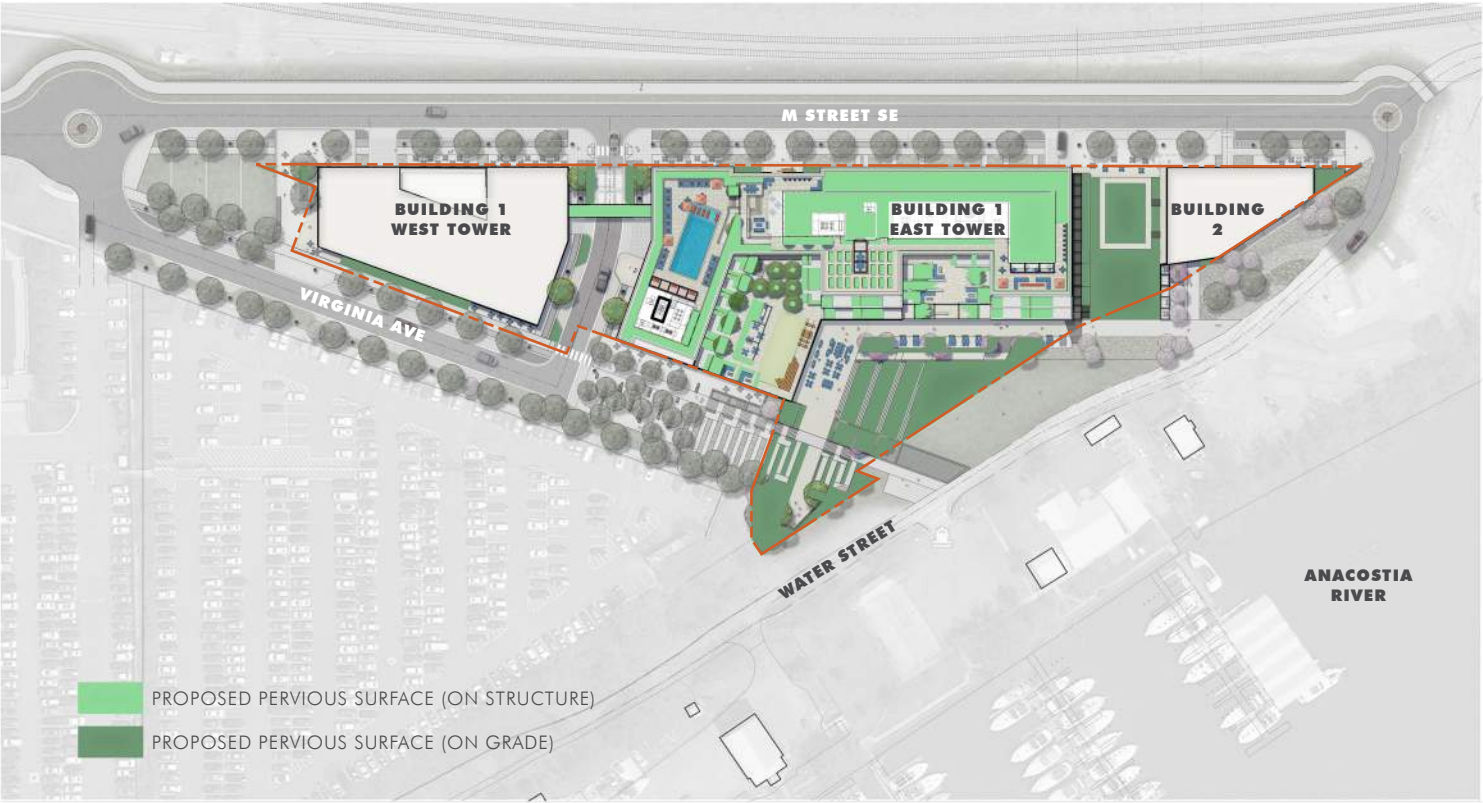 M STREET SE
BUILDING 1
WEST TOWER
BUILDING 1
EAST TOWER
BUILDING
2
VIRGINIA AVE
WATER STREET
ANACOSTIA
RIVER
PROPOSED PERVIOUS SURFACE (ON STRUCTURE)
PROPOSED PERVIOUS SURFACE (ON GRADE)